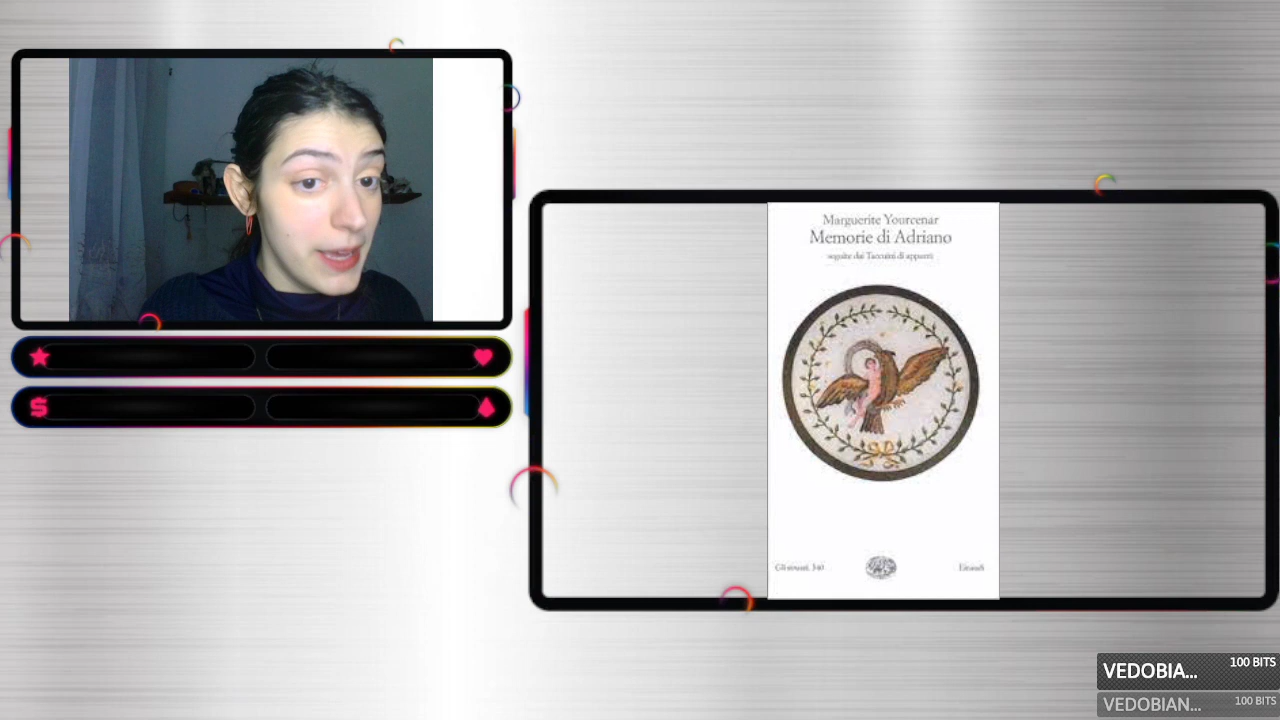 Marguerite Yourcenar
Memorie di Adriano
seguite dai Taccuini di appunti
Gli struzzi. 340
Einaudi
VEDOBIA... 100 BITS
VEDOBIAN... 100 BITS